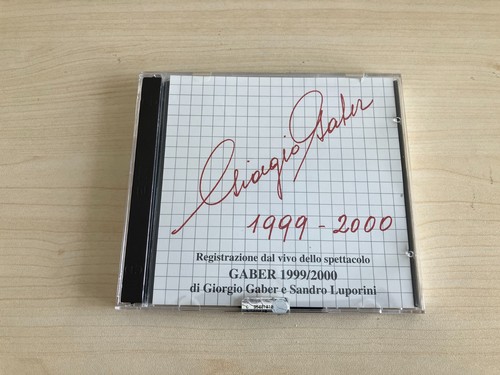 Giorgio Gaber
1999-2000
Registrazione dal vivo dello spettacolo
GABER 1999/2000
di Giorgio Gaber e Sandro Luporini